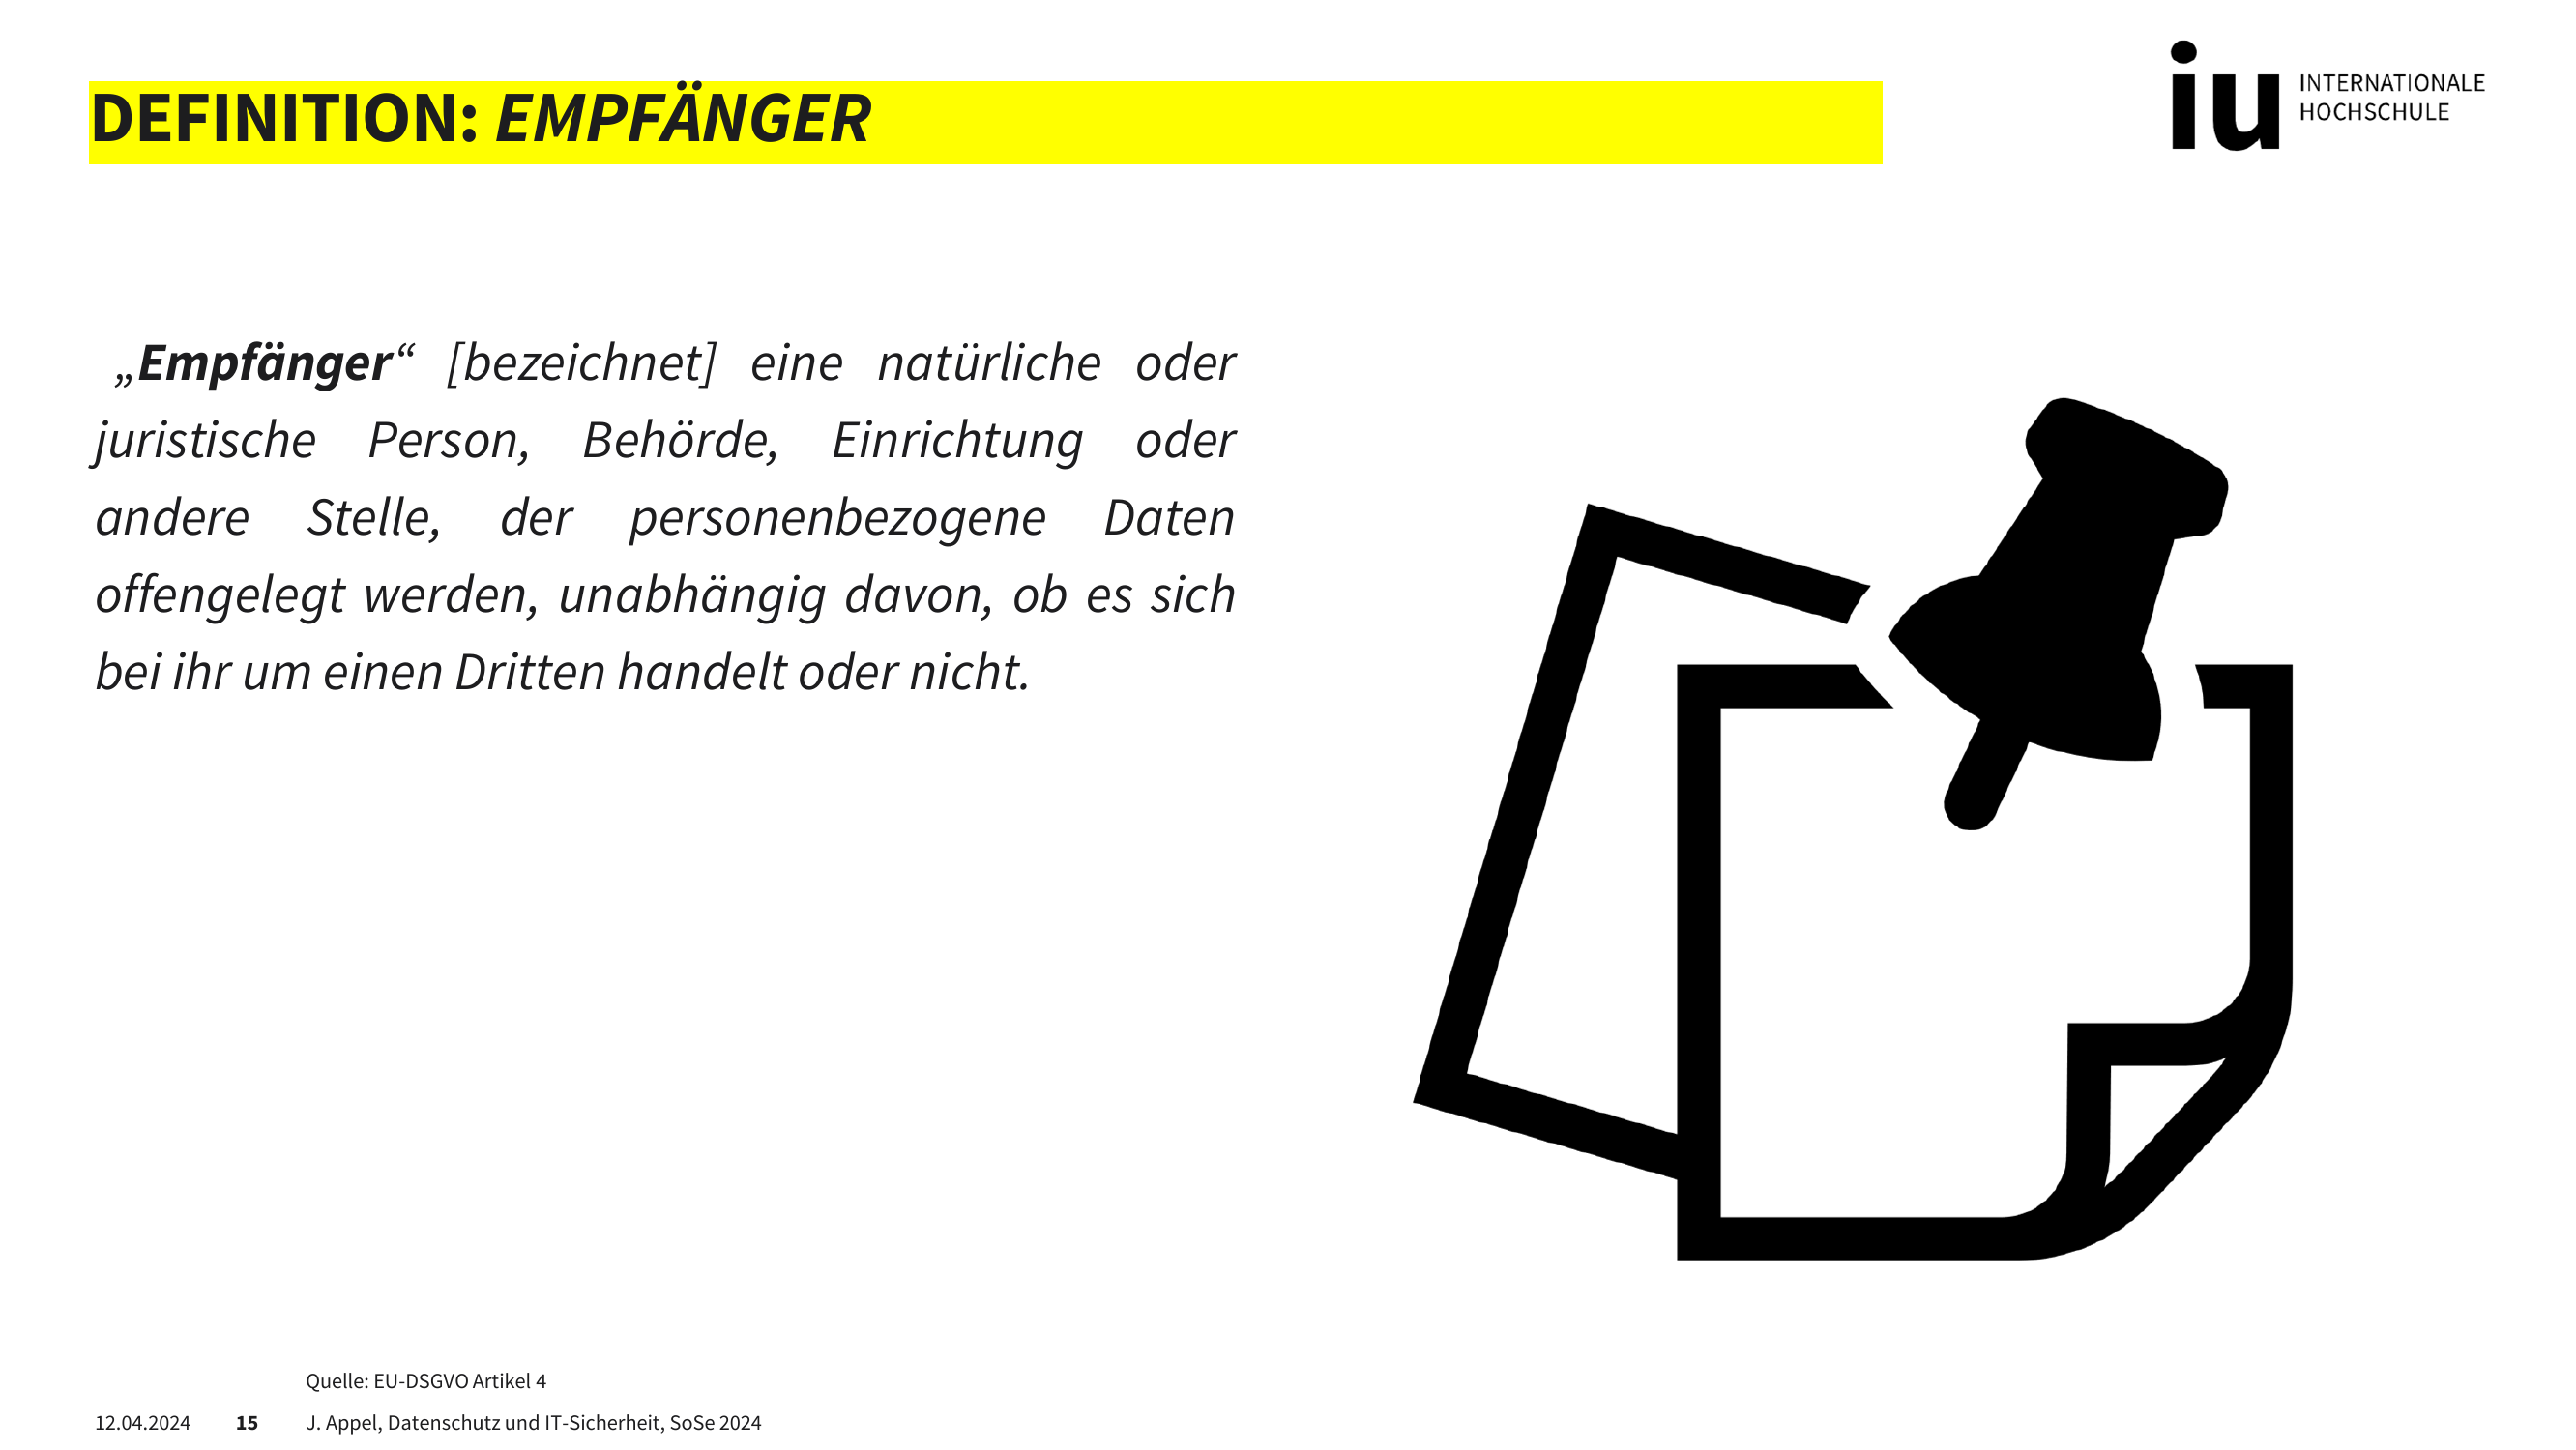 DEFINITION: EMPFÄNGER
iu INTERNATIONALE
HOCHSCHULE
„Empfänger“ [bezeichnet] eine natürliche oder
juristische Person, Behörde, Einrichtung oder
andere Stelle, der personenbezogene Daten
offengelegt werden, unabhängig davon, ob es sich
bei ihr um einen Dritten handelt oder nicht.
Quelle: EU-DSGVO Artikel 4
12.04.2024 15 J. Appel, Datenschutz und IT-Sicherheit, SoSe 2024